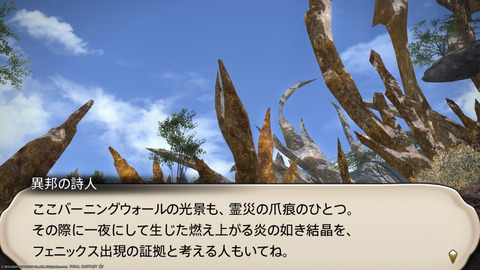 異邦の詩人
ここバーニングウォールの光景も、霊災の爪痕のひとつ。
その際に一夜にして生じた燃え上がる炎の如き結晶を、
フェニックス出現の証拠と考える人もいてね。